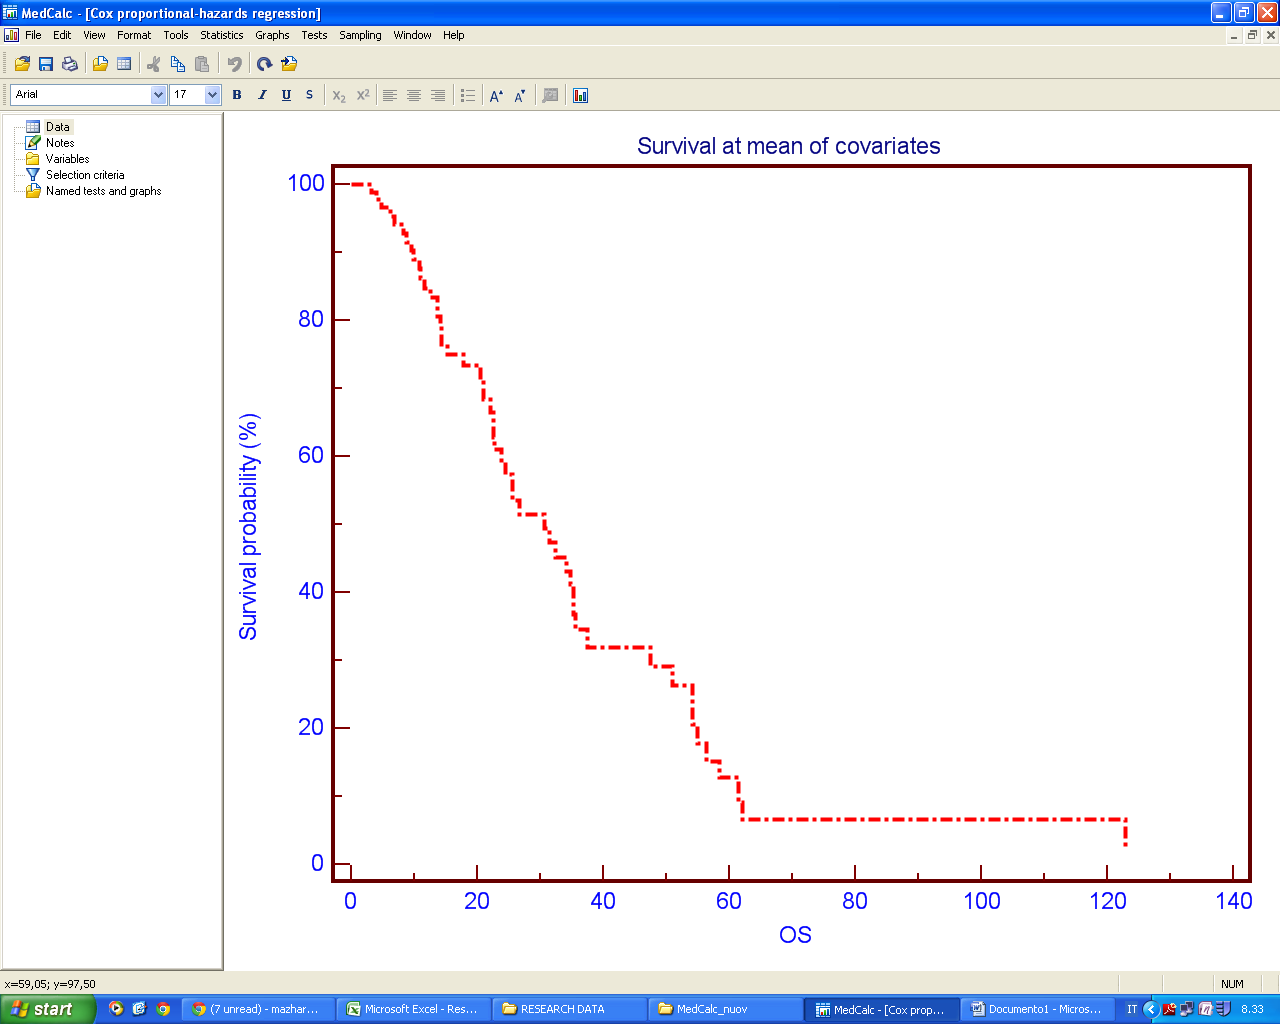 MedCalc - [Cox proportional-hazards regression]
File Edit View Format Tools Statistics Graphs Tests Sampling Window Help
Arial 17 B I U S X2 X² A A
Data
Notes
Variables
Selection criteria
Named tests and graphs
Survival at mean of covariates
Survival probability (%)
100
80
60
40
20
0
0 20 40 60 80 100 120 140
OS
x=59,05; y=97,50
NUM
start (7 unread) - mazhar... Microsoft Excel - Res... RESEARCH DATA MedCalc_nuov MedCalc - [Cox prop... Documento1 - Micros... IT 8.33